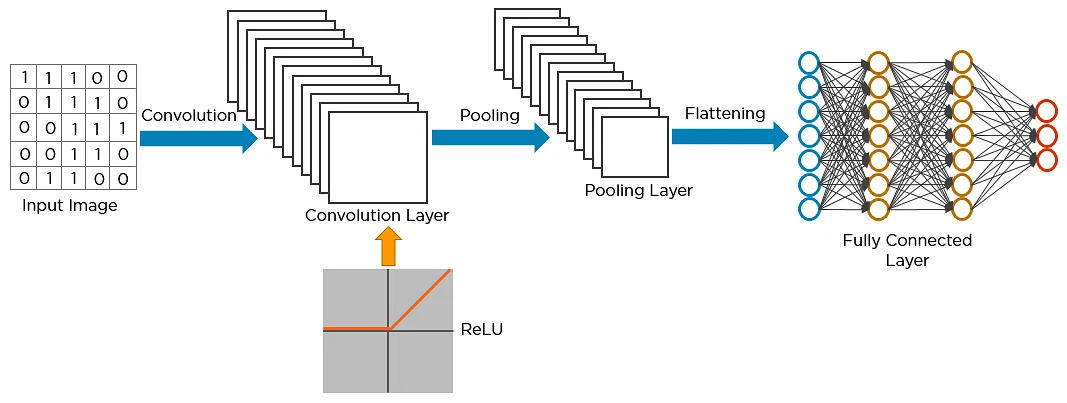 1 1 1 0 0
0 1 1 1 0
0 0 1 1 1
0 0 1 1 0
0 1 1 0 0
Input Image
Convolution
Convolution Layer
ReLU
Pooling
Pooling Layer
Flattening
Fully Connected
Layer